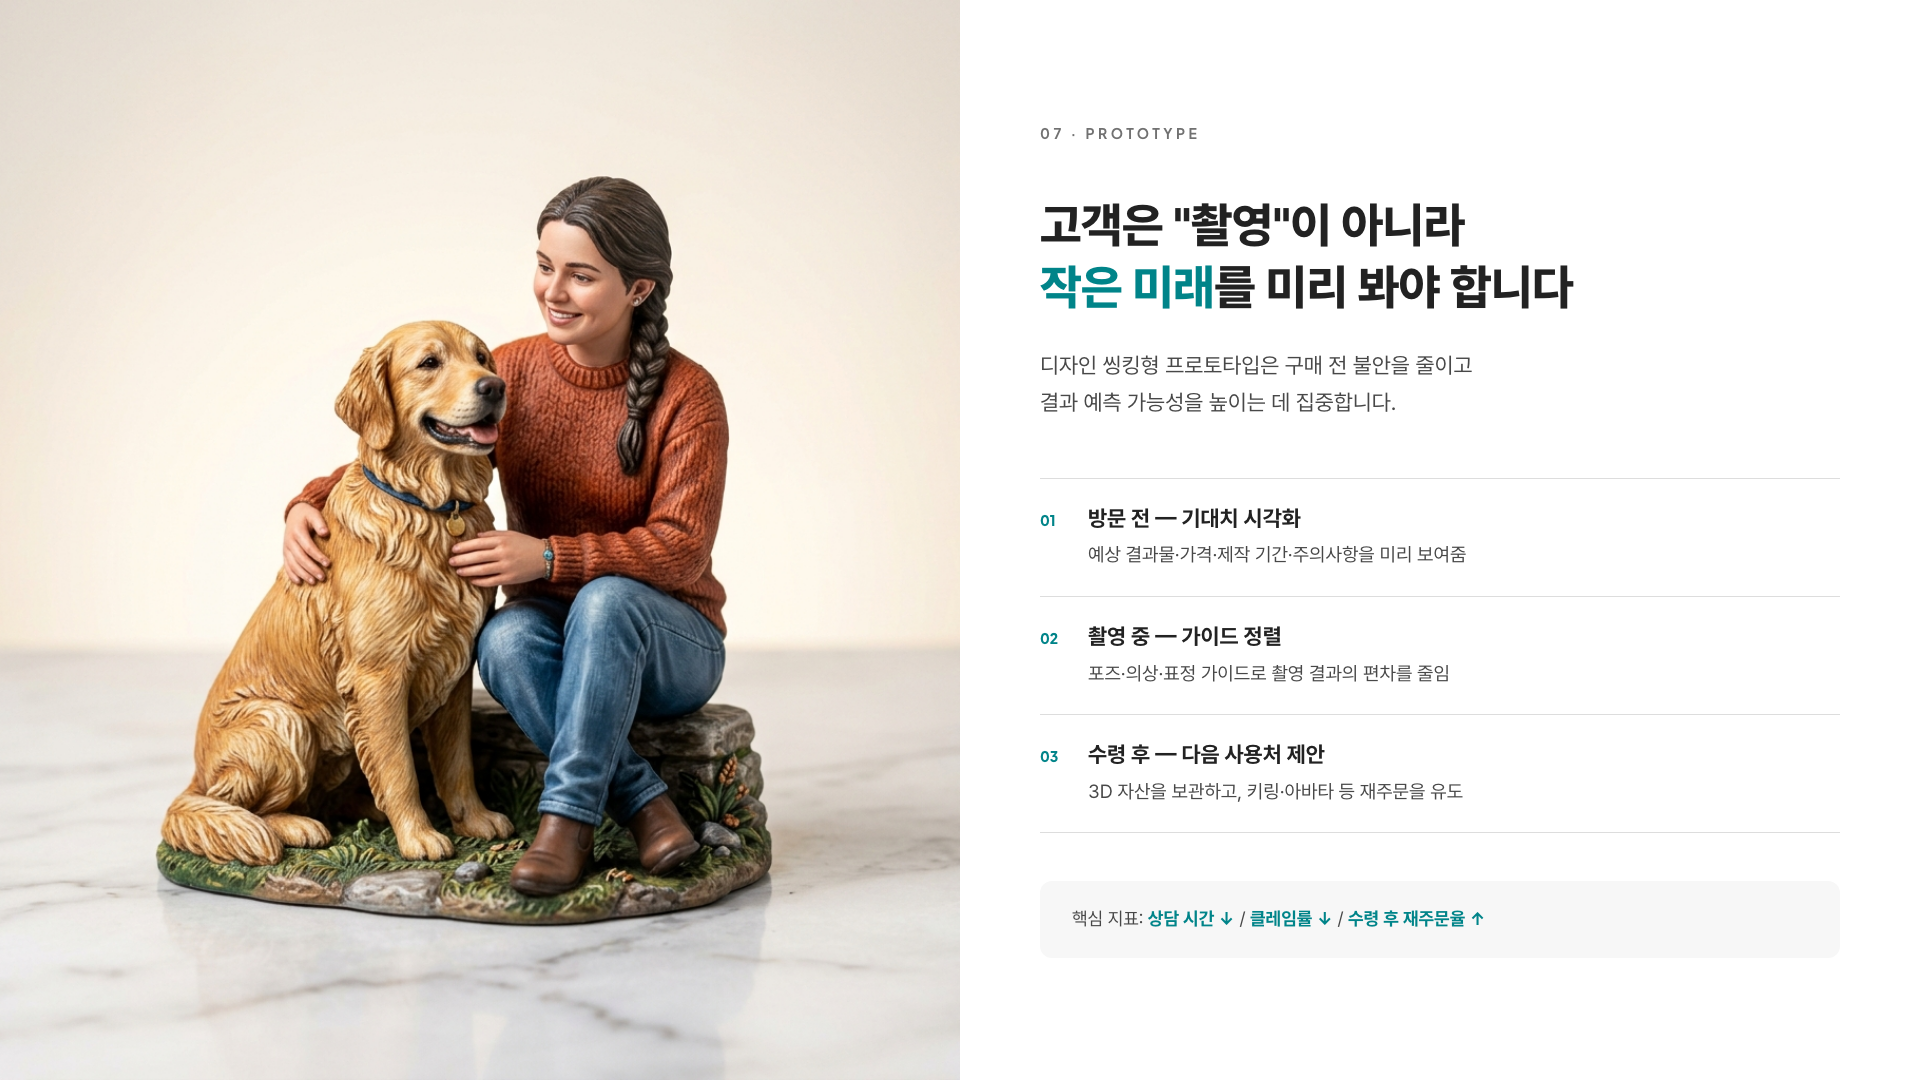 07 · PROTOTYPE
고객은 "촬영"이 아니라
작은 미래를 미리 봐야 합니다
디자인 씽킹형 프로토타입은 구매 전 불안을 줄이고
결과 예측 가능성을 높이는 데 집중합니다.
01 방문 전 — 기대치 시각화
예상 결과물·가격·제작 기간·주의사항을 미리 보여줌
02 촬영 중 — 가이드 정렬
포즈·의상·표정 가이드로 촬영 결과의 편차를 줄임
03 수령 후 — 다음 사용처 제안
3D 자산을 보관하고, 키링·아바타 등 재주문을 유도
핵심 지표: 상담 시간 ↓ / 클레임률 ↓ / 수령 후 재주문율 ↑